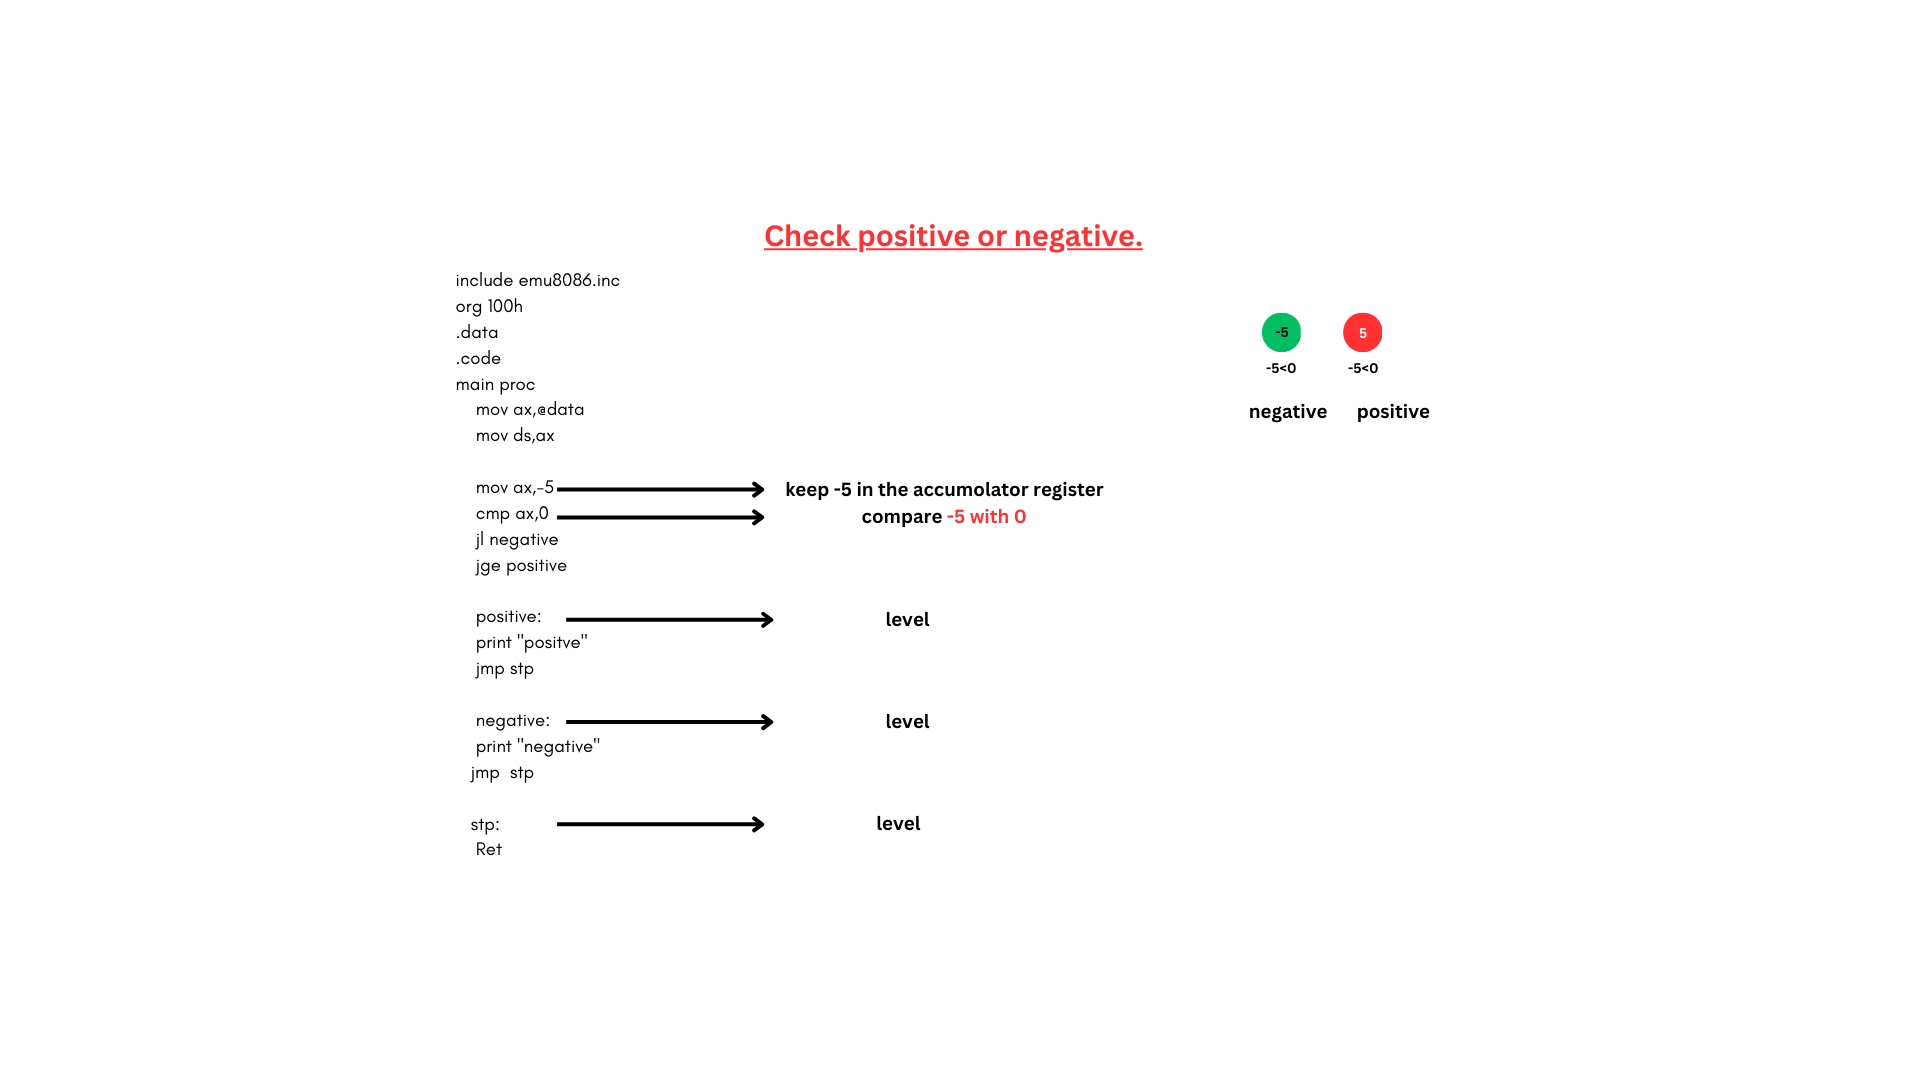 Check positive or negative.
include emu8086.inc
org 100h
.data
.code
main proc
mov ax,@data
mov ds,ax
mov ax,-5
cmp ax,0
jl negative
jge positive
positive:
print "positve"
jmp stp
negative:
print "negative"
jmp  stp
stp:
Ret
keep -5 in the accumolator register
compare -5 with 0
level
level
level
-5 5
-5<0 -5<0
negative positive